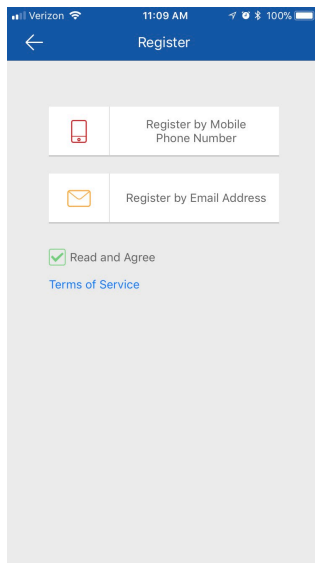 Verizon 11:09 AM 100%
Register
Register by Mobile
Phone Number
Register by Email Address
Read and Agree
Terms of Service